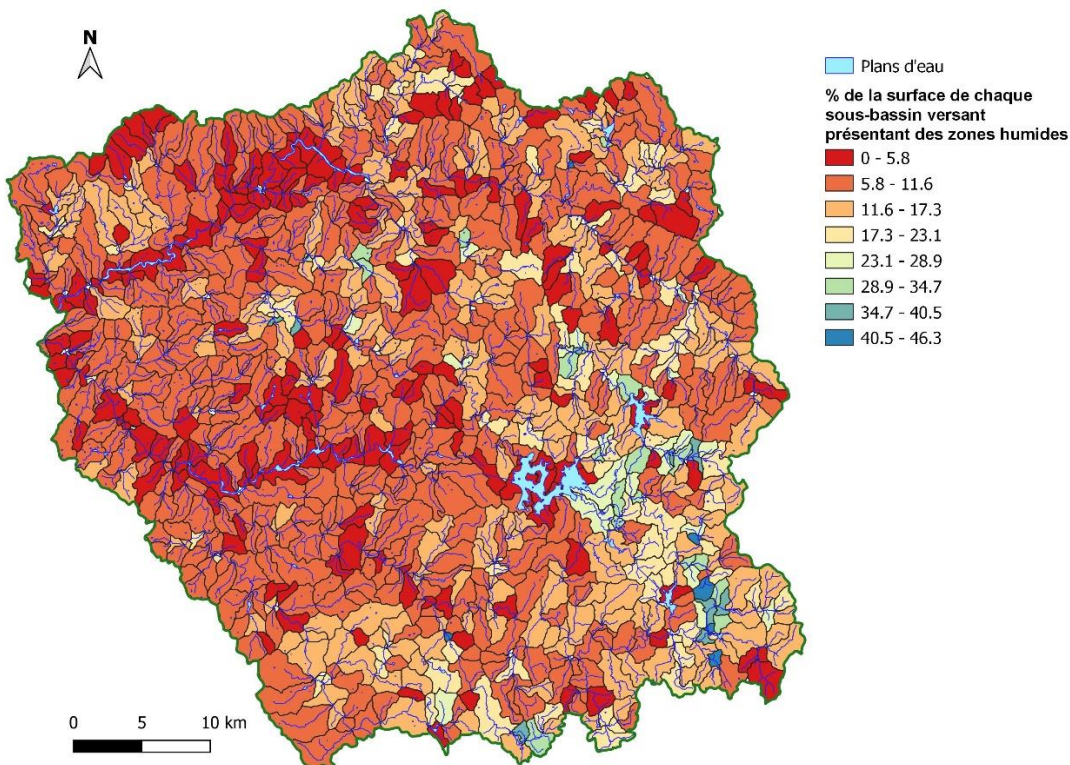 N
Plans d'eau
% de la surface de chaque
sous-bassin versant
présentant des zones humides
0 - 5.8
5.8 - 11.6
11.6 - 17.3
17.3 - 23.1
23.1 - 28.9
28.9 - 34.7
34.7 - 40.5
40.5 - 46.3
0 5 10 km